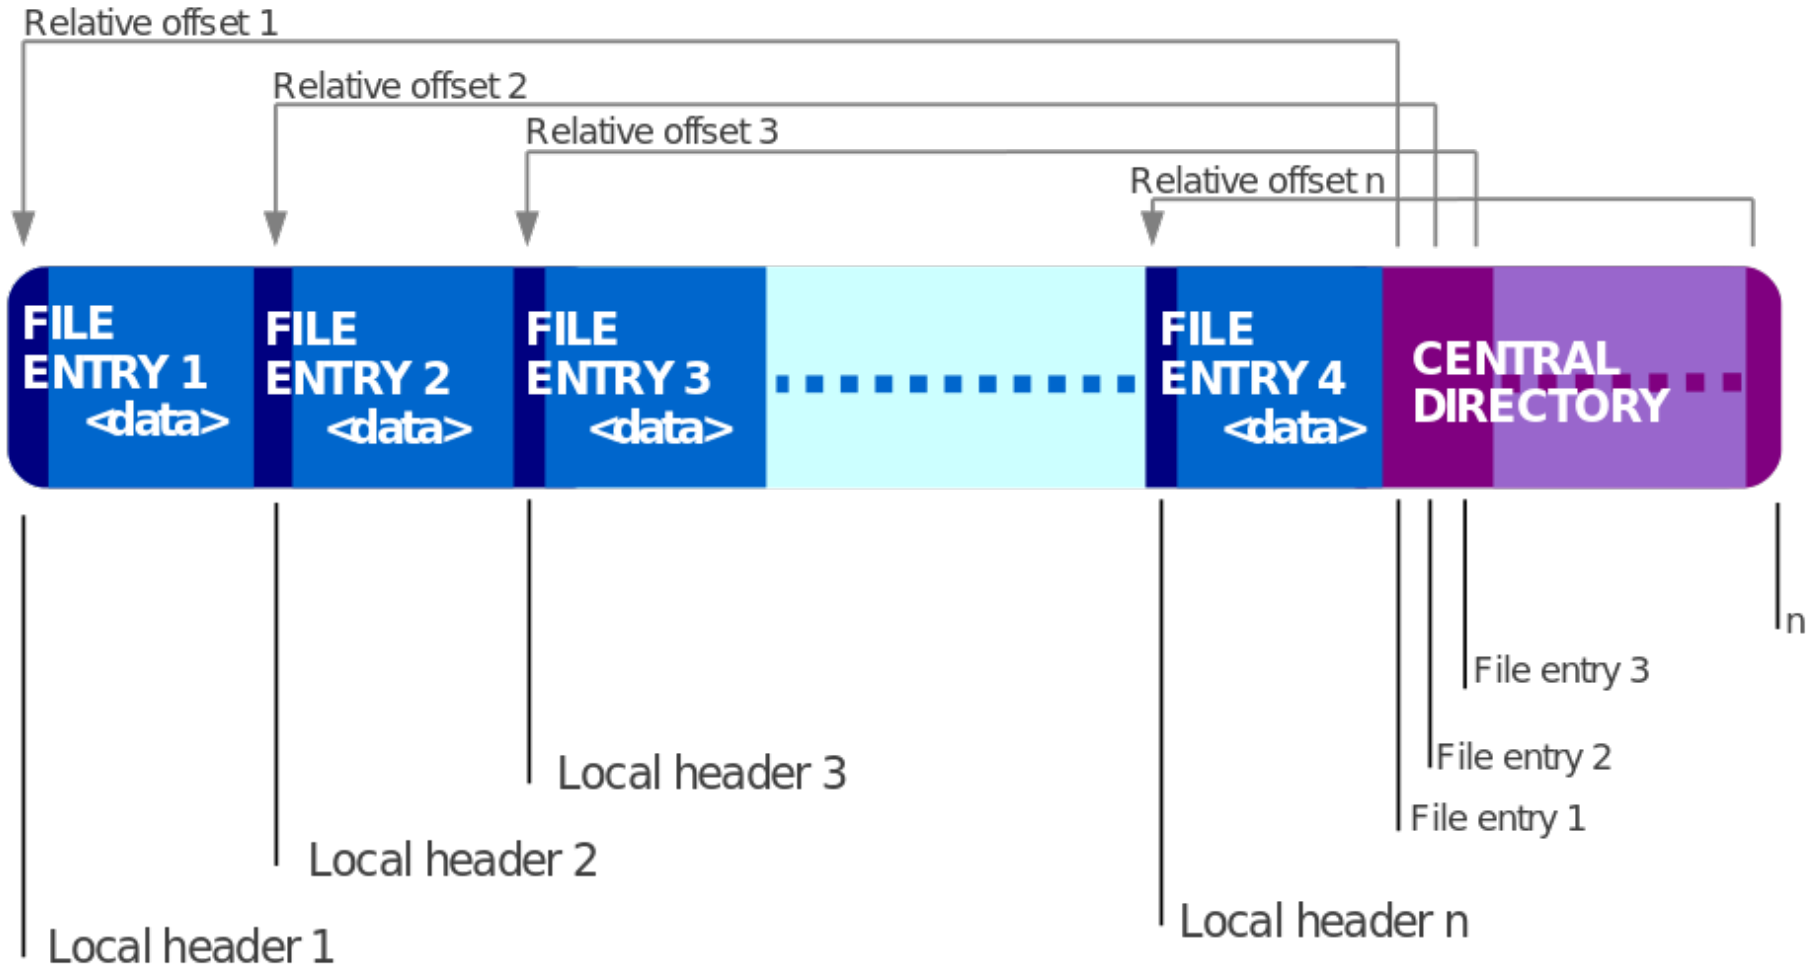 Relative offset 1
Relative offset 2
Relative offset 3
Relative offset n
FILE
ENTRY 1
<data>
FILE
ENTRY 2
<data>
FILE
ENTRY 3
<data>
FILE
ENTRY 4
<data>
CENTRAL
DIRECTORY
n
File entry 3
File entry 2
File entry 1
Local header 3
Local header 2
Local header n
Local header 1